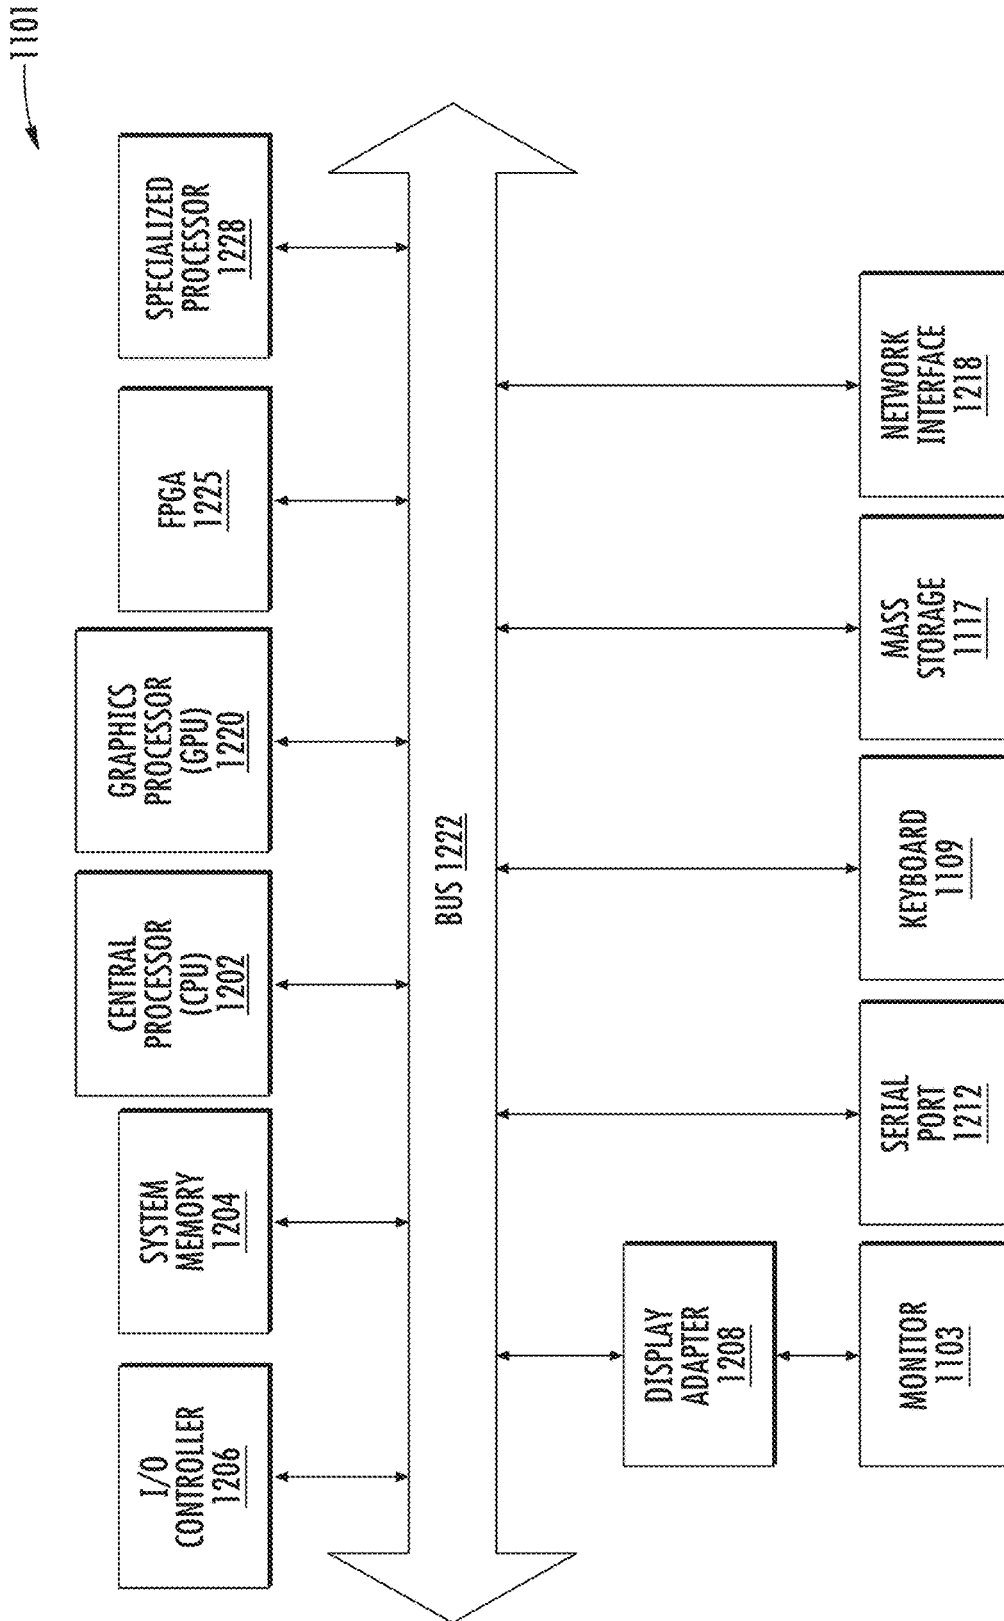 1101
I/O
CONTROLLER
1206
SYSTEM
MEMORY
1204
CENTRAL
PROCESSOR
(CPU)
1202
GRAPHICS
PROCESSOR
(GPU)
1220
FPGA
1225
SPECIALIZED
PROCESSOR
1228
BUS 1222
DISPLAY
ADAPTER
1208
MONITOR
1103
SERIAL
PORT
1212
KEYBOARD
1109
MASS
STORAGE
1117
NETWORK
INTERFACE
1218